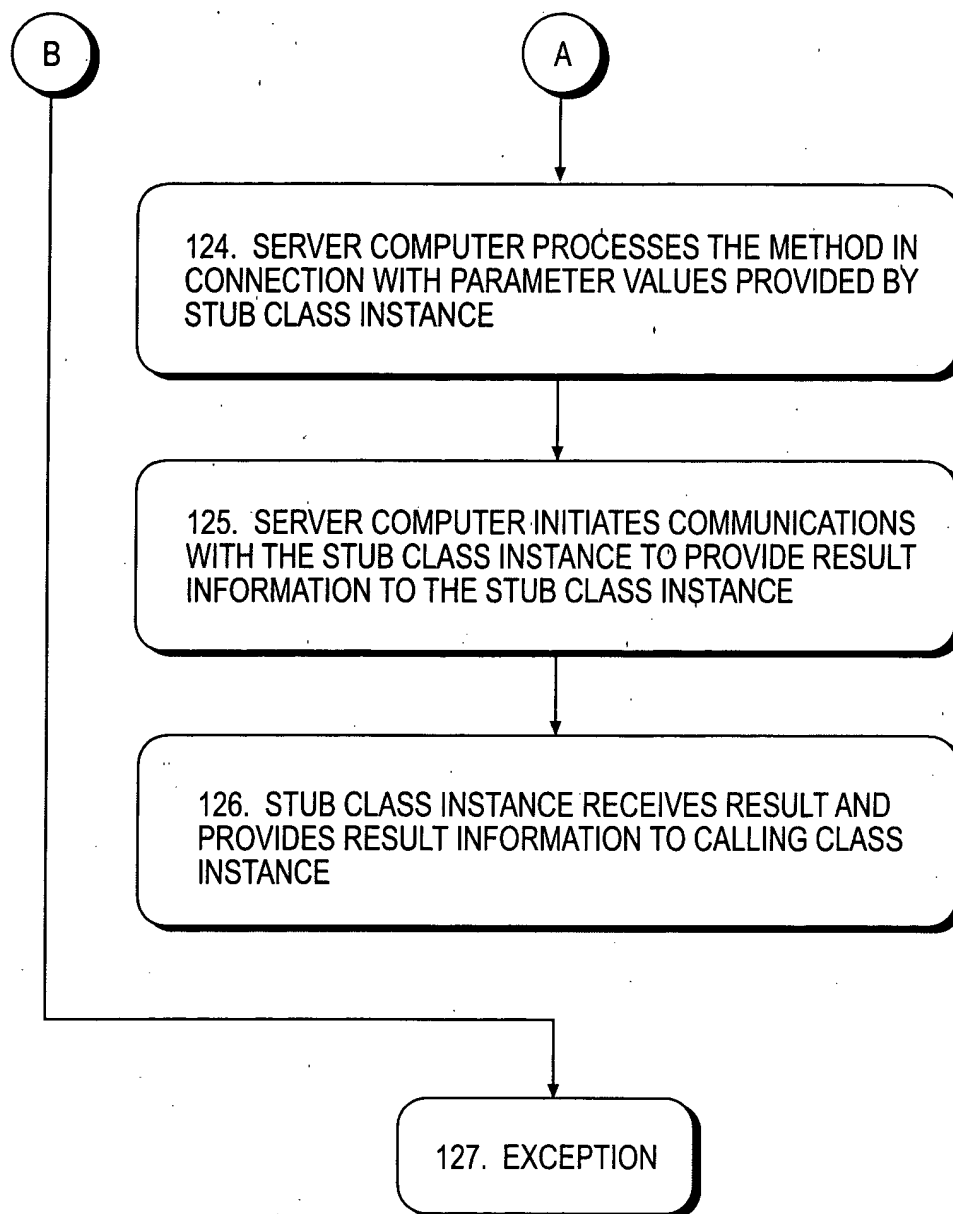 B
A
124. SERVER COMPUTER PROCESSES THE METHOD IN
CONNECTION WITH PARAMETER VALUES PROVIDED BY
STUB CLASS INSTANCE
125. SERVER COMPUTER INITIATES COMMUNICATIONS
WITH THE STUB CLASS INSTANCE TO PROVIDE RESULT
INFORMATION TO THE STUB CLASS INSTANCE
126. STUB CLASS INSTANCE RECEIVES RESULT AND
PROVIDES RESULT INFORMATION TO CALLING CLASS
INSTANCE
127. EXCEPTION